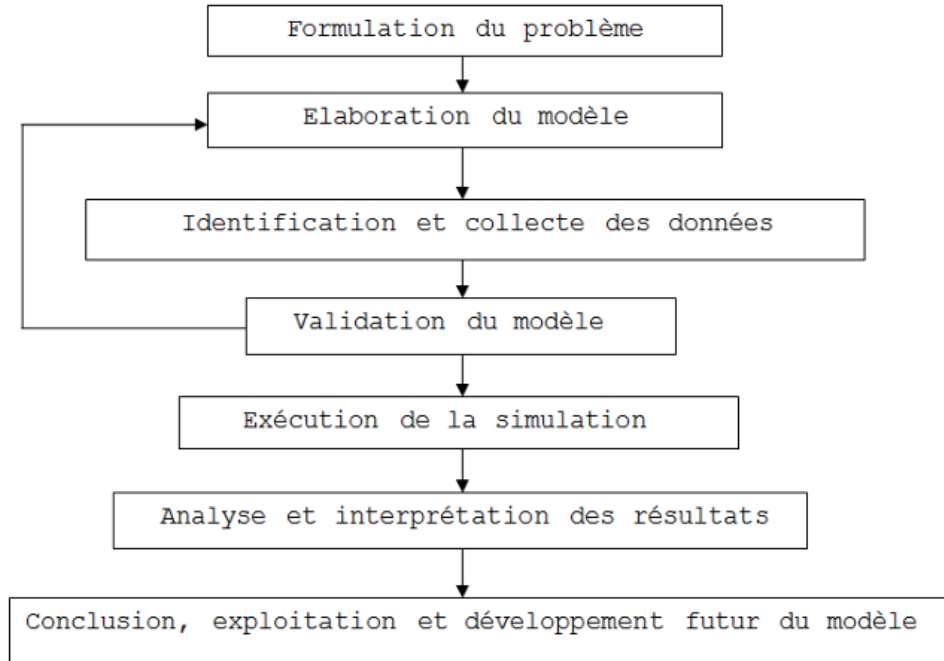 Formulation du problème
Elaboration du modèle
Identification et collecte des données
Validation du modèle
Exécution de la simulation
Analyse et interprétation des résultats
Conclusion, exploitation et développement futur du modèle